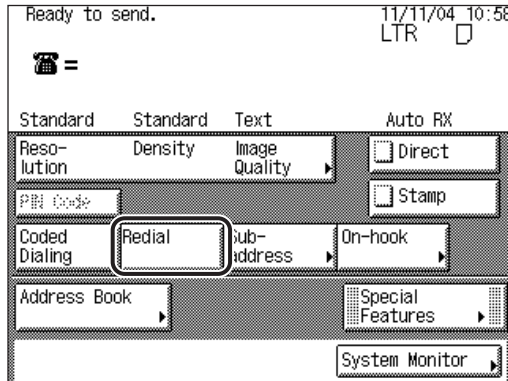 Ready to send. 11/11/04 10:58
LTR
☎ =
Standard Standard Text Auto RX
Reso- Density Image Direct
lution Quality
Stamp
PIN Code
Coded Redial Sub- On-hook
Dialing address
Address Book Special
Features
System Monitor